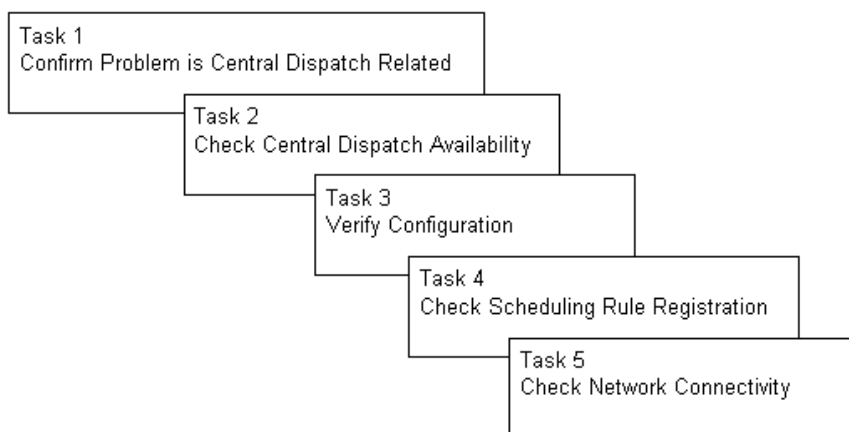 Task 1
Confirm Problem is Central Dispatch Related
Task 2
Check Central Dispatch Availability
Task 3
Verify Configuration
Task 4
Check Scheduling Rule Registration
Task 5
Check Network Connectivity